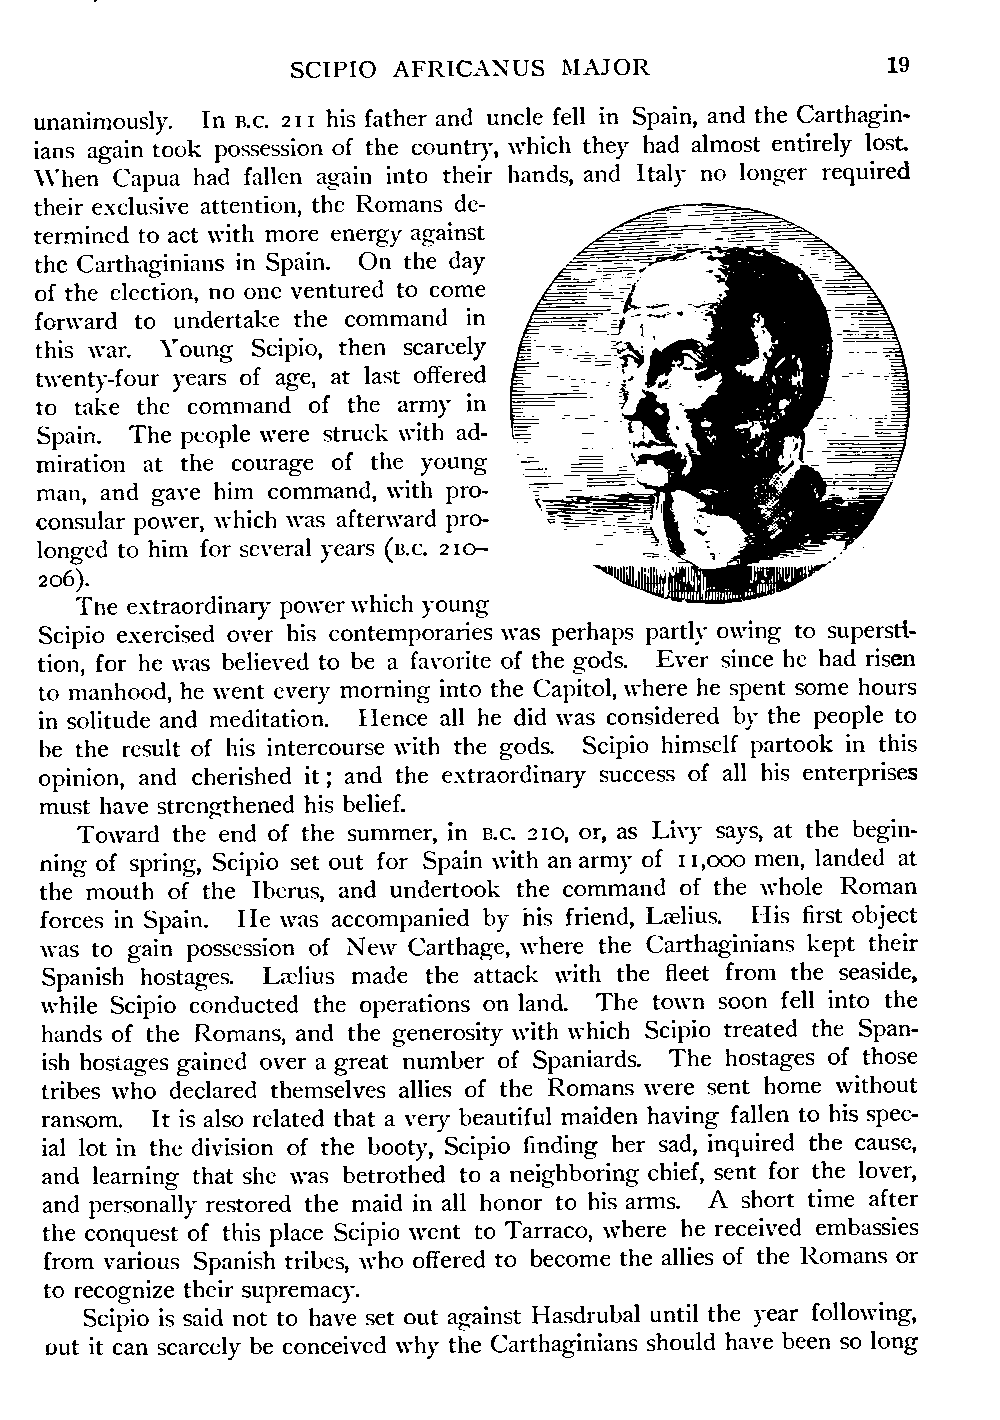 SCIPIO AFRICANUS MAJOR 19
unanimously. In B.C. 211 his father and uncle fell in Spain, and the Carthagin-
ians again took possession of the country, which they had almost entirely lost.
When Capua had fallen again into their hands, and Italy no longer required
their exclusive attention, the Romans de-
termined to act with more energy against
the Carthaginians in Spain. On the day
of the election, no one ventured to come
forward to undertake the command in
this war. Young Scipio, then scarcely
twenty-four years of age, at last offered
to take the command of the army in
Spain. The people were struck with ad-
miration at the courage of the young
man, and gave him command, with pro-
consular power, which was afterward pro-
longed to him for several years (B.C. 210–
206).
The extraordinary power which young
Scipio exercised over his contemporaries was perhaps partly owing to supersti-
tion, for he was believed to be a favorite of the gods. Ever since he had risen
to manhood, he went every morning into the Capitol, where he spent some hours
in solitude and meditation. Hence all he did was considered by the people to
be the result of his intercourse with the gods. Scipio himself partook in this
opinion, and cherished it; and the extraordinary success of all his enterprises
must have strengthened his belief.
Toward the end of the summer, in B.C. 210, or, as Livy says, at the begin-
ning of spring, Scipio set out for Spain with an army of 11,000 men, landed at
the mouth of the Iberus, and undertook the command of the whole Roman
forces in Spain. He was accompanied by his friend, Lælius. His first object
was to gain possession of New Carthage, where the Carthaginians kept their
Spanish hostages. Lælius made the attack with the fleet from the seaside,
while Scipio conducted the operations on land. The town soon fell into the
hands of the Romans, and the generosity with which Scipio treated the Span-
ish hostages gained over a great number of Spaniards. The hostages of those
tribes who declared themselves allies of the Romans were sent home without
ransom. It is also related that a very beautiful maiden having fallen to his spec-
ial lot in the division of the booty, Scipio finding her sad, inquired the cause,
and learning that she was betrothed to a neighboring chief, sent for the lover,
and personally restored the maid in all honor to his arms. A short time after
the conquest of this place Scipio went to Tarraco, where he received embassies
from various Spanish tribes, who offered to become the allies of the Romans or
to recognize their supremacy.
Scipio is said not to have set out against Hasdrubal until the year following,
but it can scarcely be conceived why the Carthaginians should have been so long